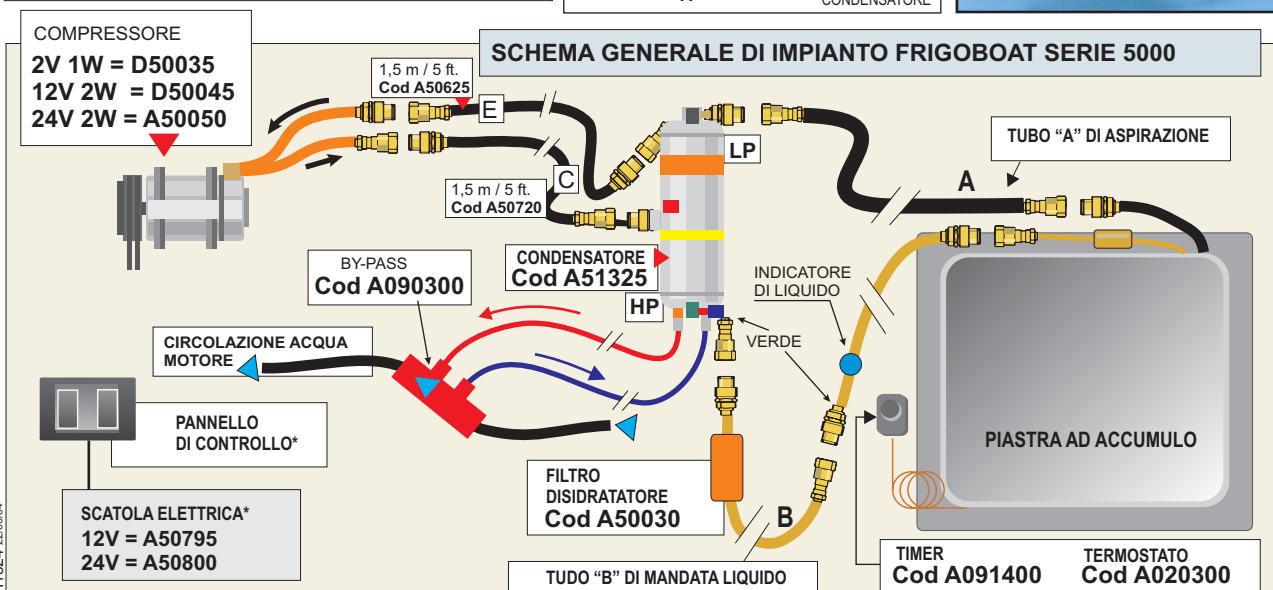 CONDENSATORE
SCHEMA GENERALE DI IMPIANTO FRIGOBOAT SERIE 5000
COMPRESSORE
2V 1W = D50035
12V 2W = D50045
24V 2W = A50050
1,5 m / 5 ft.
Cod A50625
E
1,5 m / 5 ft.
Cod A50720
C
LP
TUBO “A” DI ASPIRAZIONE
A
CONDENSATORE
Cod A51325
HP
BY-PASS
Cod A090300
INDICATORE
DI LIQUIDO
VERDE
CIRCOLAZIONE ACQUA
MOTORE
PANNELLO
DI CONTROLLO*
SCATOLA ELETTRICA*
12V = A50795
24V = A50800
FILTRO
DISIDRATATORE
Cod A50030
B
TUDO “B” DI MANDATA LIQUIDO
PIASTRA AD ACCUMULO
TIMER
Cod A091400
TERMOSTATO
Cod A020300